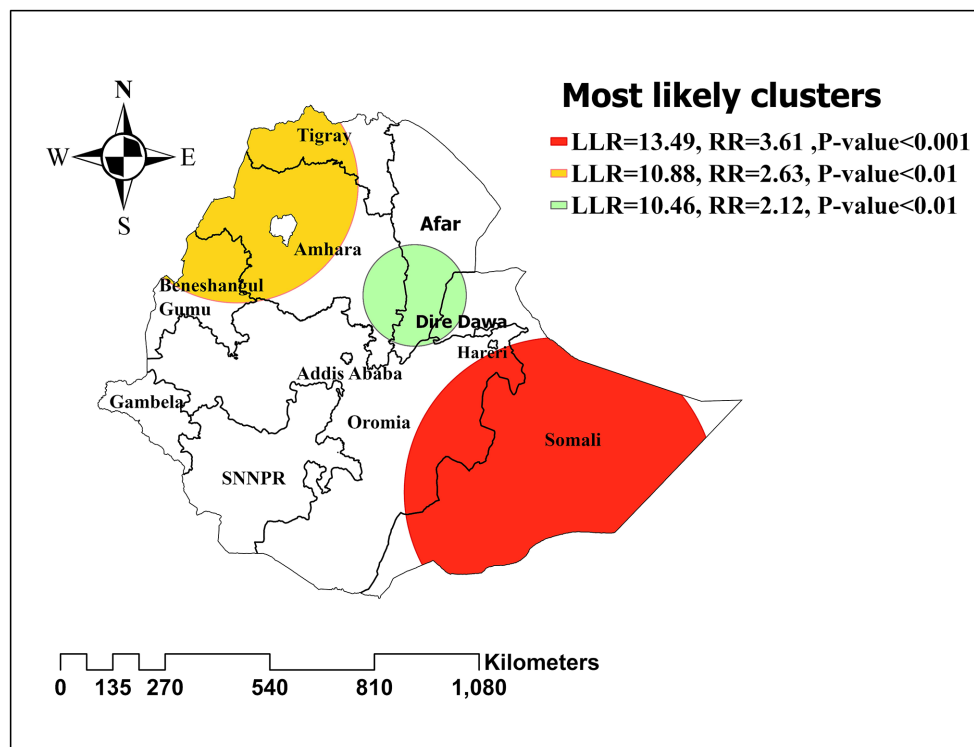 N
W
E
S
Most likely clusters
LLR=13.49, RR=3.61 ,P-value<0.001
LLR=10.88, RR=2.63, P-value<0.01
LLR=10.46, RR=2.12, P-value<0.01
Tigray
Afar
Amhara
Beneshangul
Gumu
Dire Dawa
Hareri
Addis Ababa
Gambela
Oromia
Somali
SNNPR
Kilometers
0 135 270 540 810 1,080